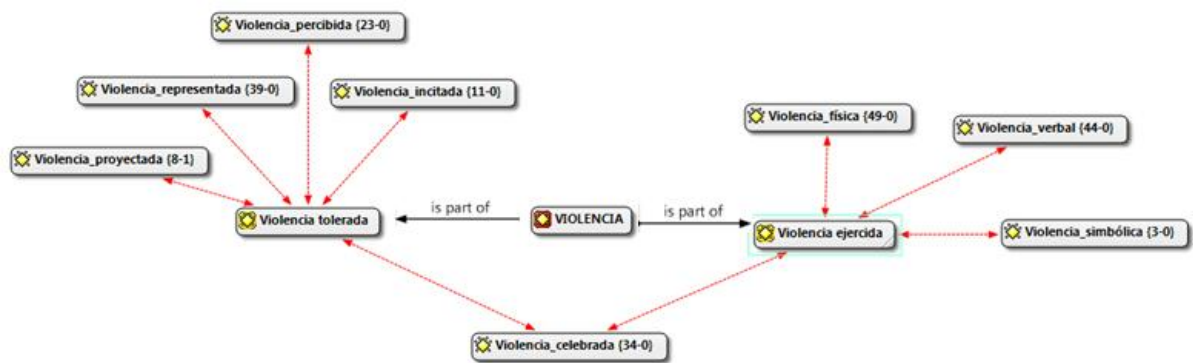 Violencia_percibida {23-0}
Violencia_representada {39-0}
Violencia_incitada {11-0}
Violencia_física {49-0}
Violencia_verbal {44-0}
Violencia_proyectada {8-1}
Violencia tolerada
is part of
VIOLENCIA
is part of
Violencia ejercida
Violencia_simbólica {3-0}
Violencia_celebrada {34-0}